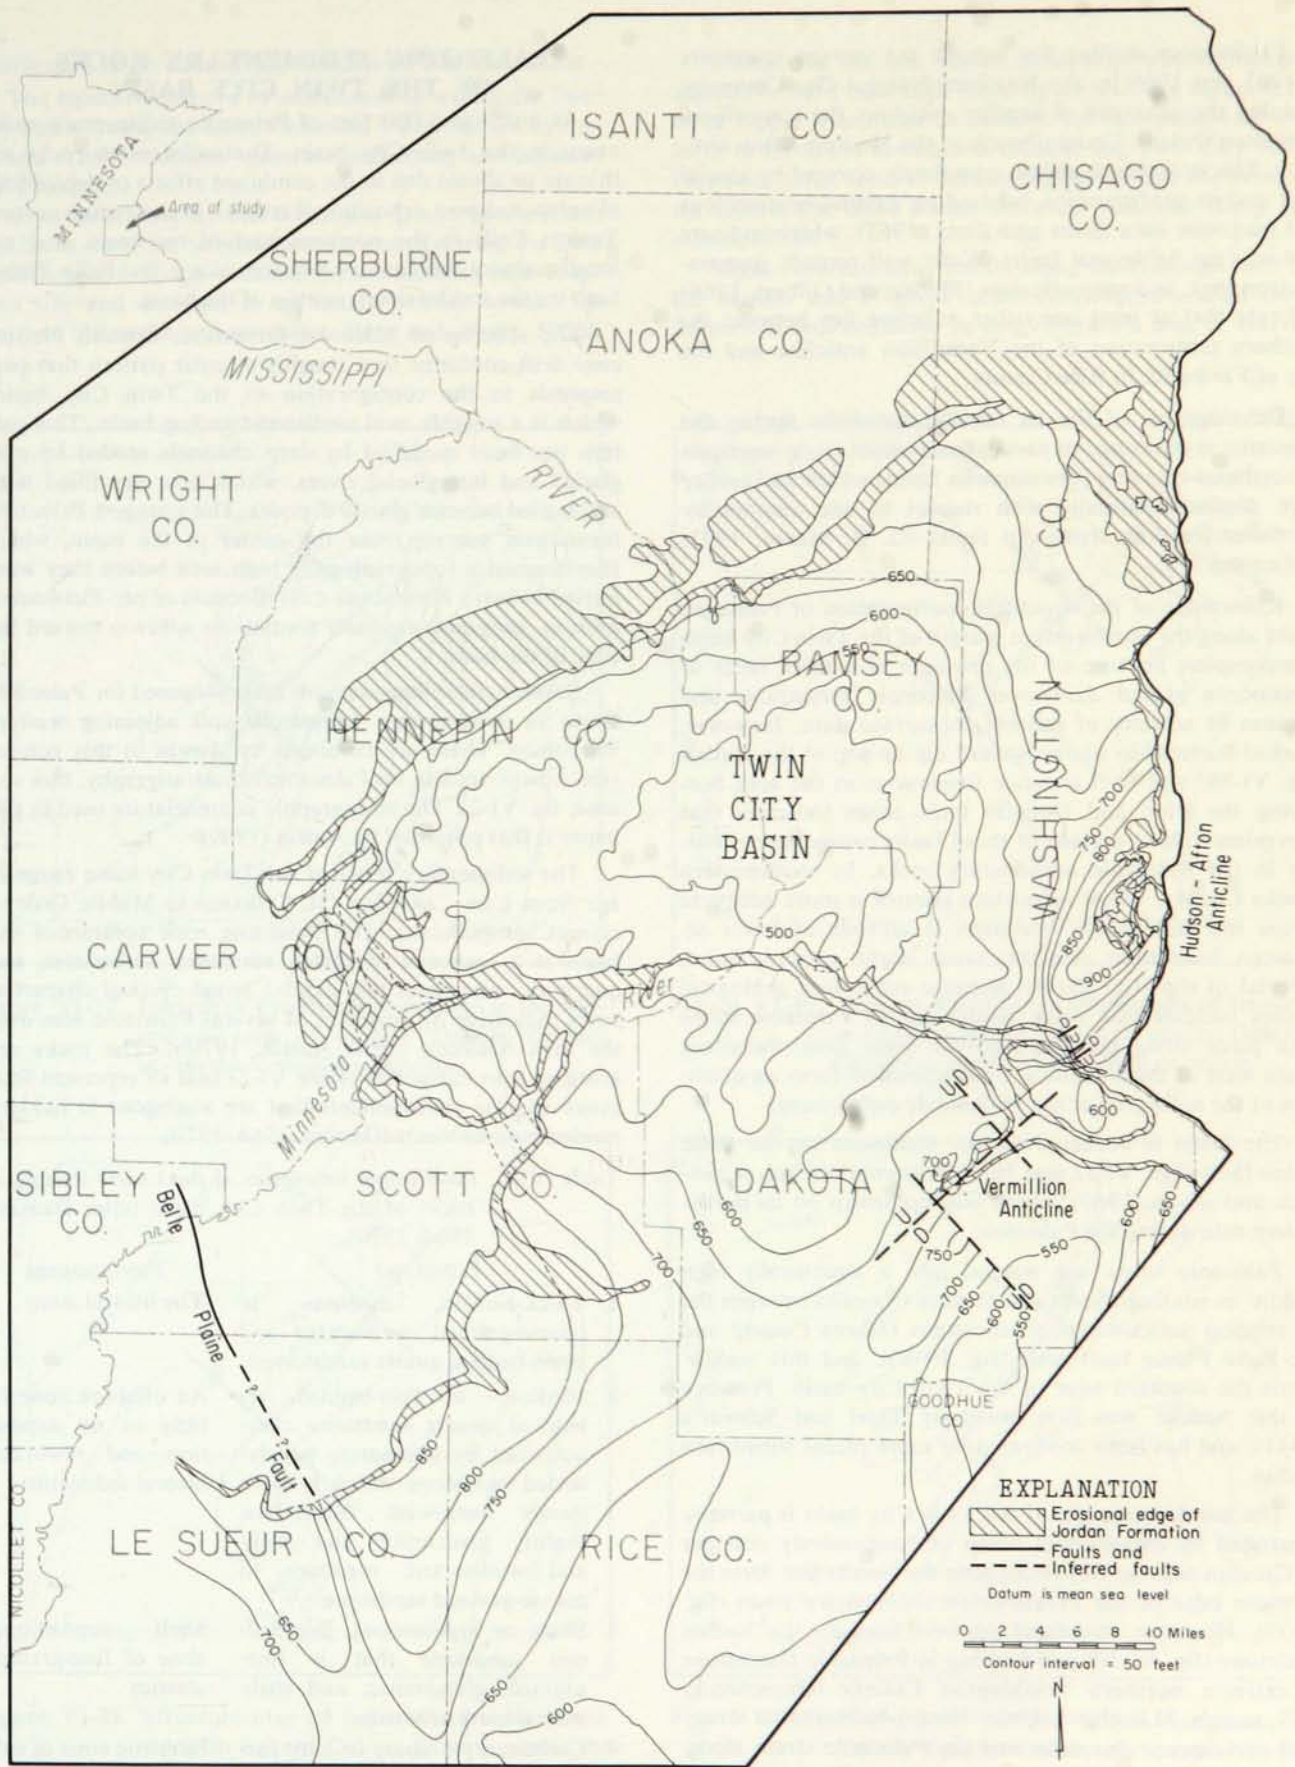 MINNESOTA
Area of study
ISANTI CO.
CHISAGO
CO.
SHERBURNE
CO.
ANOKA CO.
MISSISSIPPI
RIVER
WRIGHT
CO.
650
600
550
RAMSEY
CO.
HENNEPIN CO.
WASHINGTON CO.
TWIN
CITY
BASIN
700
750
800
850
900
Hudson - Afton
Anticline
500
CARVER CO.
Minnesota River
D
U
D
U
D
600
U
D
700
SIBLEY
CO.
SCOTT CO.
DAKOTA
Vermillion
Anticline
Belle Plaine Fault
?
?
U
D
650
600
700
750
700
650
600
550
550
600
650
U
D
GOODHUE
CO.
850
800
750
NICOLLET CO.
LE SUEUR CO.
RICE CO.
650
700
650
600
650
EXPLANATION
Erosional edge of
Jordan Formation
Faults and
Inferred faults
Datum is mean sea level
0 2 4 6 8 10 Miles
Contour interval = 50 feet
N